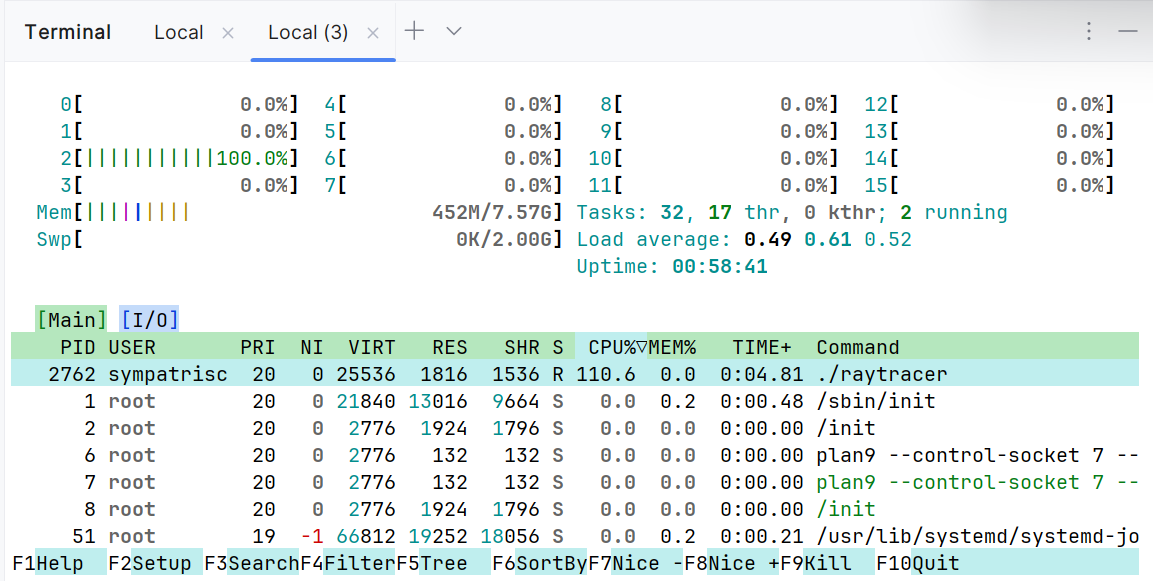 Terminal Local × Local (3) × + 
0[ 0.0%] 4[ 0.0%] 8[ 0.0%] 12[ 0.0%]
1[ 0.0%] 5[ 0.0%] 9[ 0.0%] 13[ 0.0%]
2[|||||||||||100.0%] 6[ 0.0%] 10[ 0.0%] 14[ 0.0%]
3[ 0.0%] 7[ 0.0%] 11[ 0.0%] 15[ 0.0%]
Mem[||||||||| 452M/7.57G] Tasks: 32, 17 thr, 0 kthr; 2 running
Swp[ 0K/2.00G] Load average: 0.49 0.61 0.52
Uptime: 00:58:41
[Main] [I/O]
PID USER PRI NI VIRT RES SHR S CPU%▽MEM% TIME+ Command
2762 sympatrisc 20 0 25536 1816 1536 R 110.6 0.0 0:04.81 ./raytracer
1 root 20 0 21840 13016 9664 S 0.0 0.2 0:00.48 /sbin/init
2 root 20 0 2776 1924 1796 S 0.0 0.0 0:00.00 /init
6 root 20 0 2776 132 132 S 0.0 0.0 0:00.00 plan9 --control-socket 7 --
7 root 20 0 2776 132 132 S 0.0 0.0 0:00.00 plan9 --control-socket 7 --
8 root 20 0 2776 1924 1796 S 0.0 0.0 0:00.00 /init
51 root 19 -1 66812 19252 18056 S 0.0 0.2 0:00.21 /usr/lib/systemd/systemd-jo
F1Help F2Setup F3SearchF4FilterF5Tree F6SortByF7Nice -F8Nice +F9Kill F10Quit